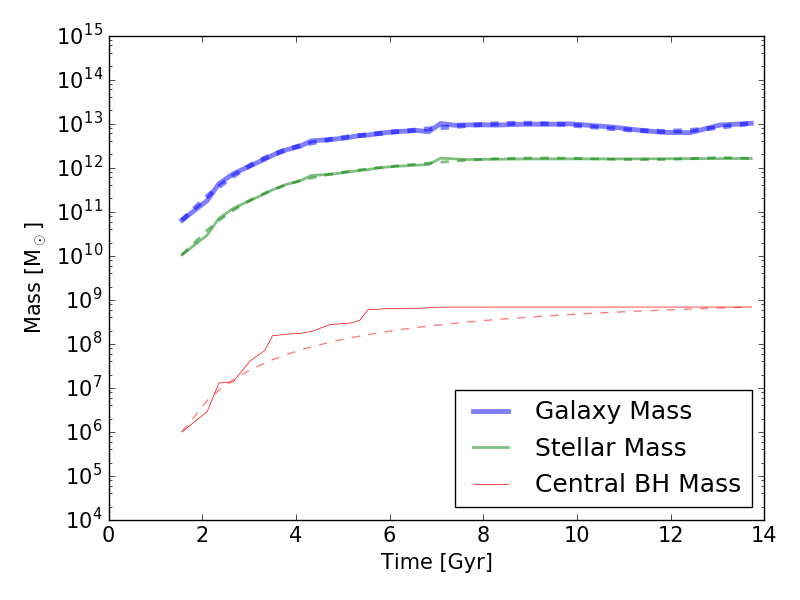 10^15
10^14
10^13
10^12
10^11
10^10
10^9
10^8
10^7
10^6
10^5
10^4
Mass [M_⊙]
0 2 4 6 8 10 12 14
Time [Gyr]
Galaxy Mass
Stellar Mass
Central BH Mass